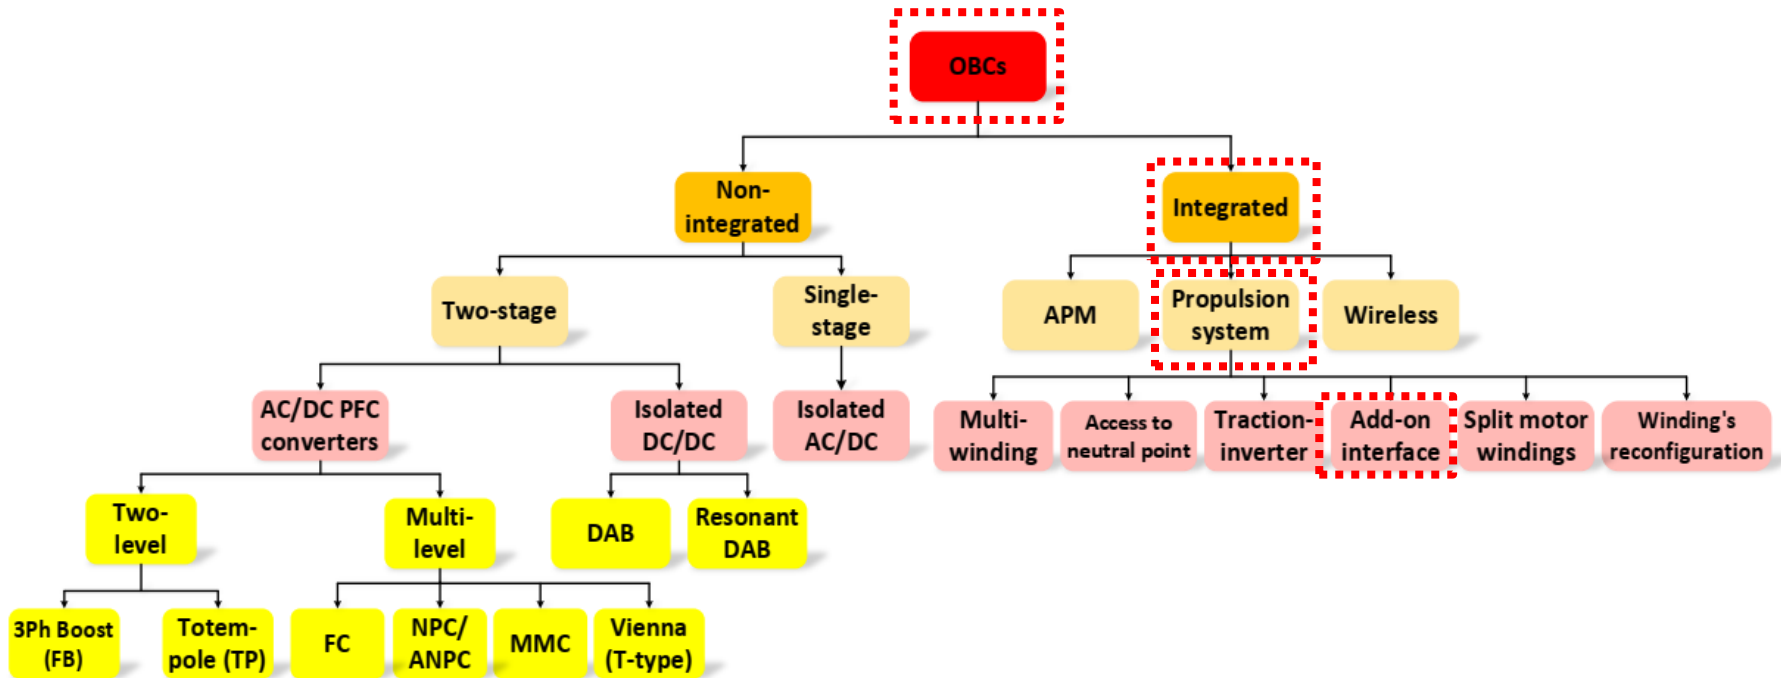 OBCs
Non-
integrated
Integrated
Two-stage
Single-
stage
APM
Propulsion
system
Wireless
AC/DC PFC
converters
Isolated
DC/DC
Isolated
AC/DC
Multi-
winding
Access to
neutral point
Traction-
inverter
Add-on
interface
Split motor
windings
Winding's
reconfiguration
Two-
level
Multi-
level
DAB
Resonant
DAB
3Ph Boost
(FB)
Totem-
pole (TP)
FC
NPC/
ANPC
MMC
Vienna
(T-type)